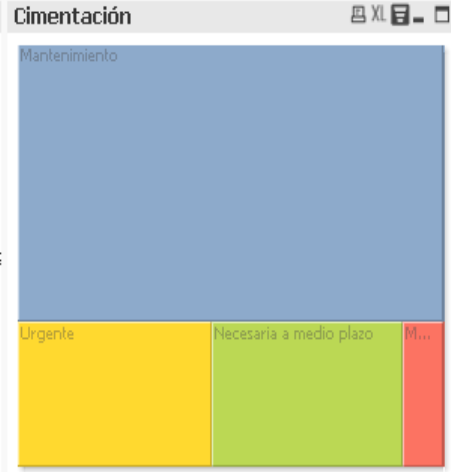 Cimentación XL
Mantenimiento
Urgente
Necesaria a medio plazo
M...